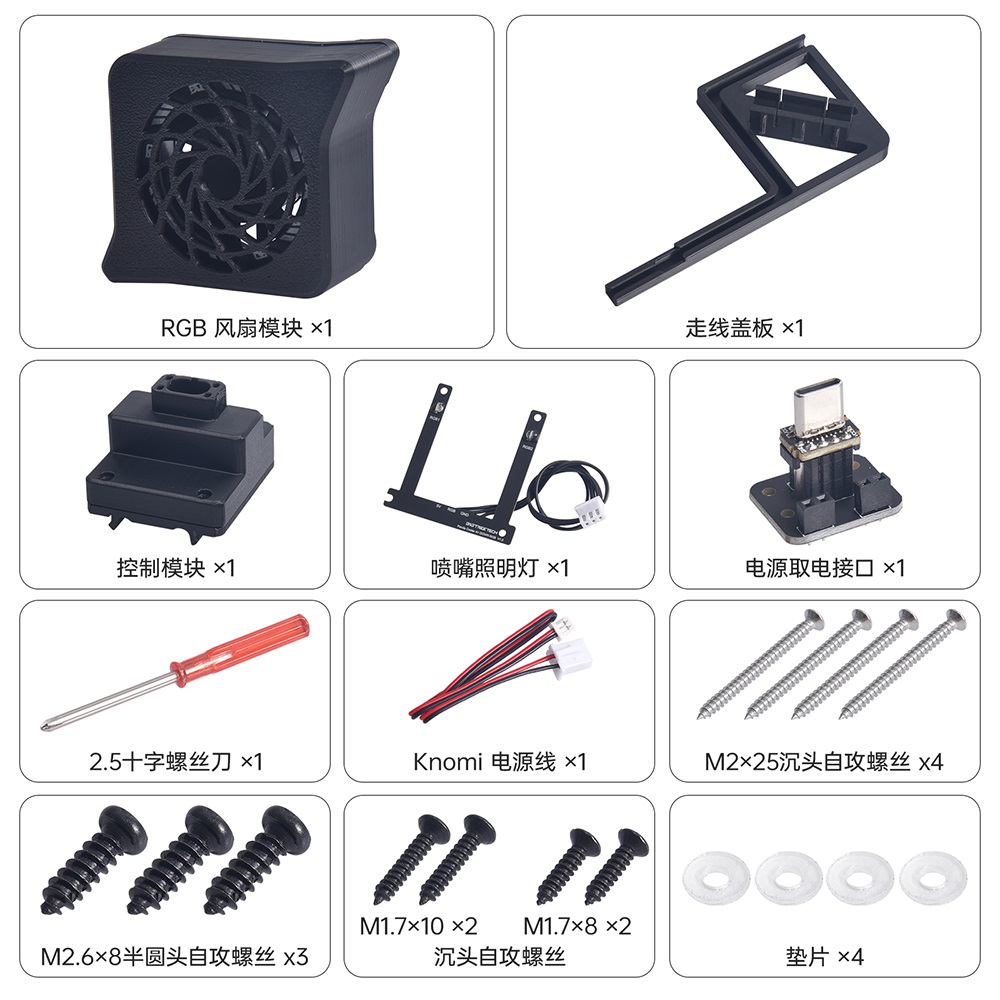 RGB 风扇模块 ×1
走线盖板 ×1
控制模块 ×1
5V RGB GND
喷嘴照明灯 ×1
电源取电接口 ×1
2.5十字螺丝刀 ×1
Knomi 电源线 ×1
M2×25沉头自攻螺丝 x4
M2.6×8半圆头自攻螺丝 x3
M1.7×10 ×2
M1.7×8 ×2
沉头自攻螺丝
垫片 ×4